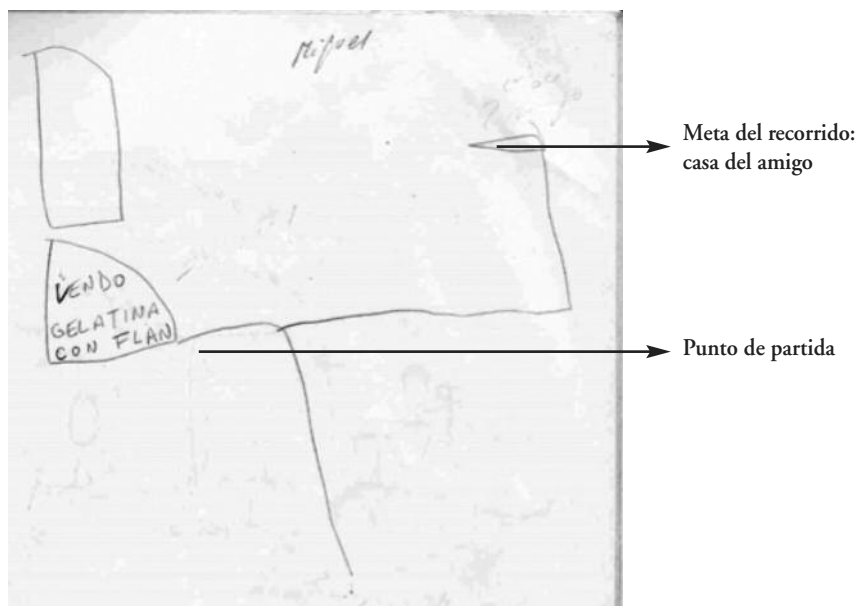 Miguel
Meta del recorrido:
casa del amigo
VENDO
GELATINA
CON FLAN
Punto de partida